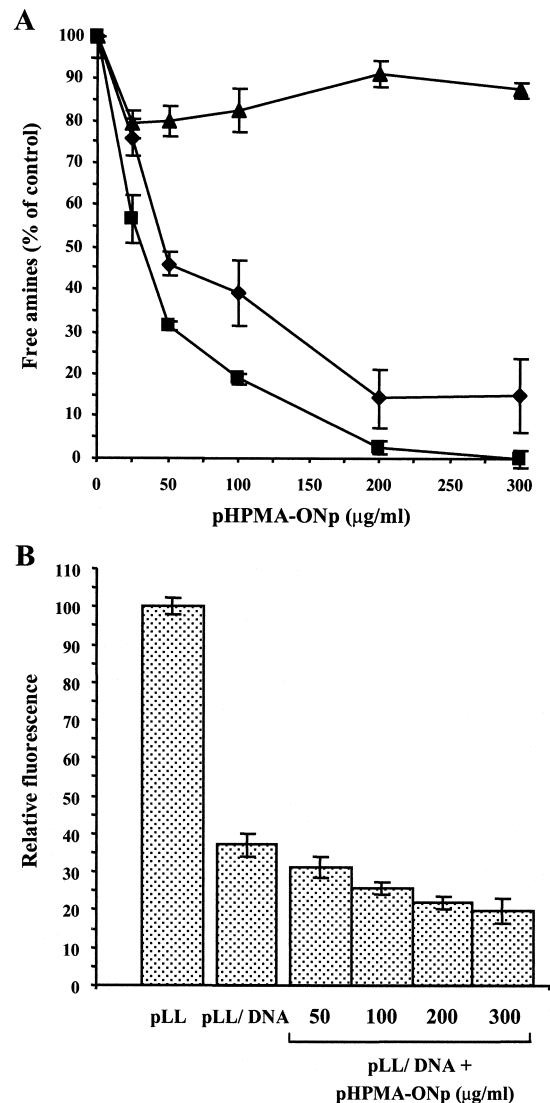 A
Free amines (% of control)
100
90
80
70
60
50
40
30
20
10
0
0 50 100 150 200 250 300
pHPMA-ONp (µg/ml)
B
Relative fluorescence
110
100
90
80
70
60
50
40
30
20
10
0
pLL pLL/ DNA 50 100 200 300
pLL/ DNA +
pHPMA-ONp (µg/ml)